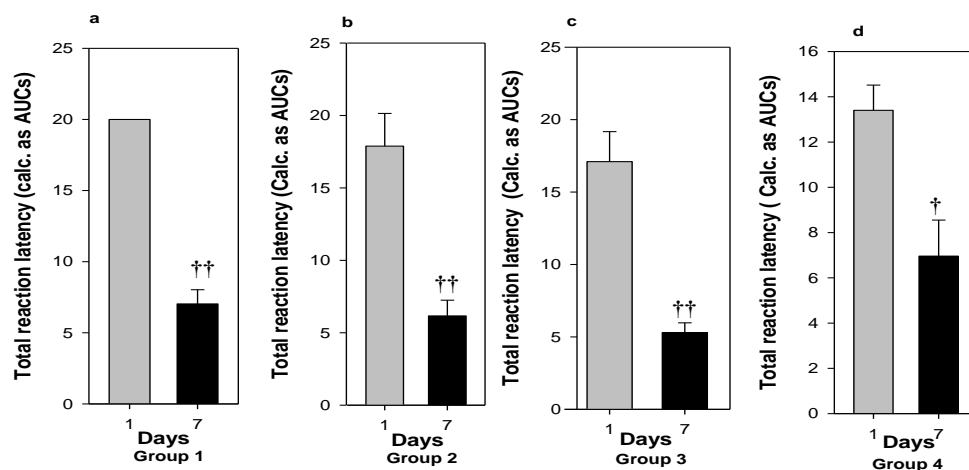 a
Total reaction latency (calc. as AUCs)
25
20
15
10
5
0
††
1 7
Days
Group 1
b
Total reaction latency (Calc. as AUCs)
25
20
15
10
5
0
††
1 7
Days
Group 2
c
Total reaction latency (Calc. as AUCs)
25
20
15
10
5
0
††
1 7
Days
Group 3
d
Total reaction latency ( Calc. as AUCs)
16
14
12
10
8
6
4
2
0
†
1 7
Days
Group 4